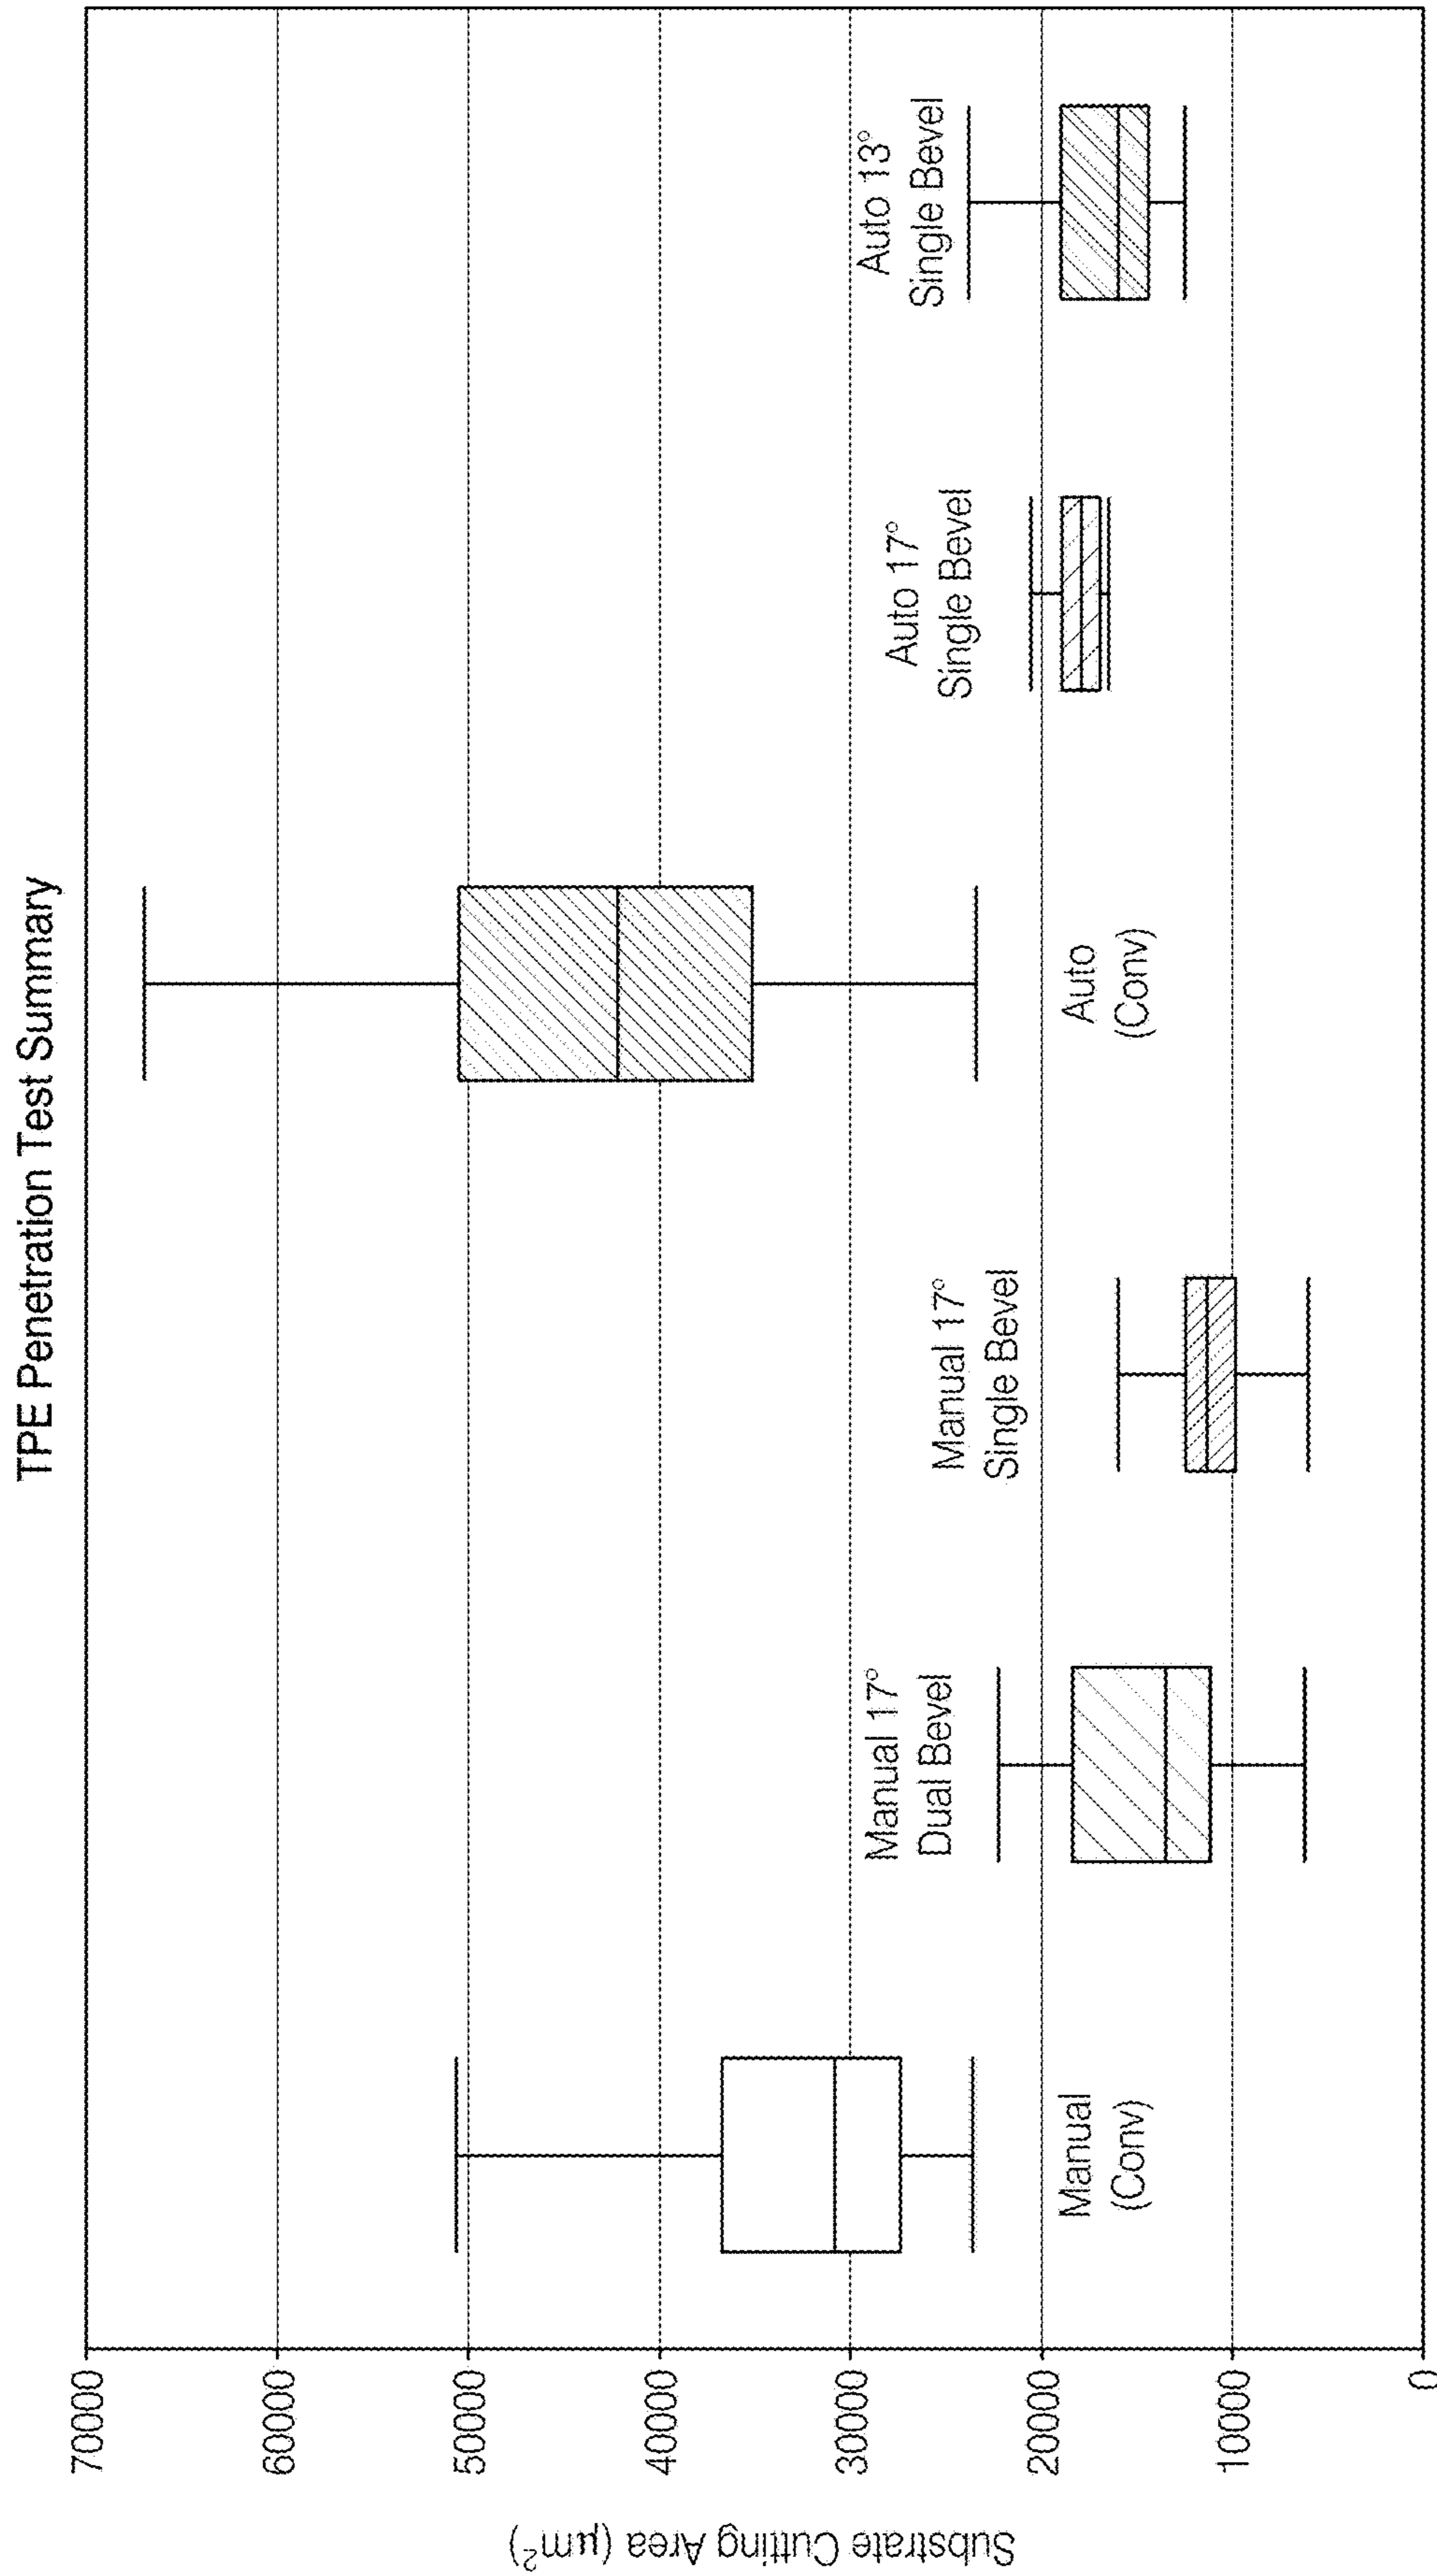 TPE Penetration Test Summary
Substrate Cutting Area (µm²)
70000
60000
50000
40000
30000
20000
10000
0
Manual
(Conv)
Manual 17°
Dual Bevel
Manual 17°
Single Bevel
Auto
(Conv)
Auto 17°
Single Bevel
Auto 13°
Single Bevel